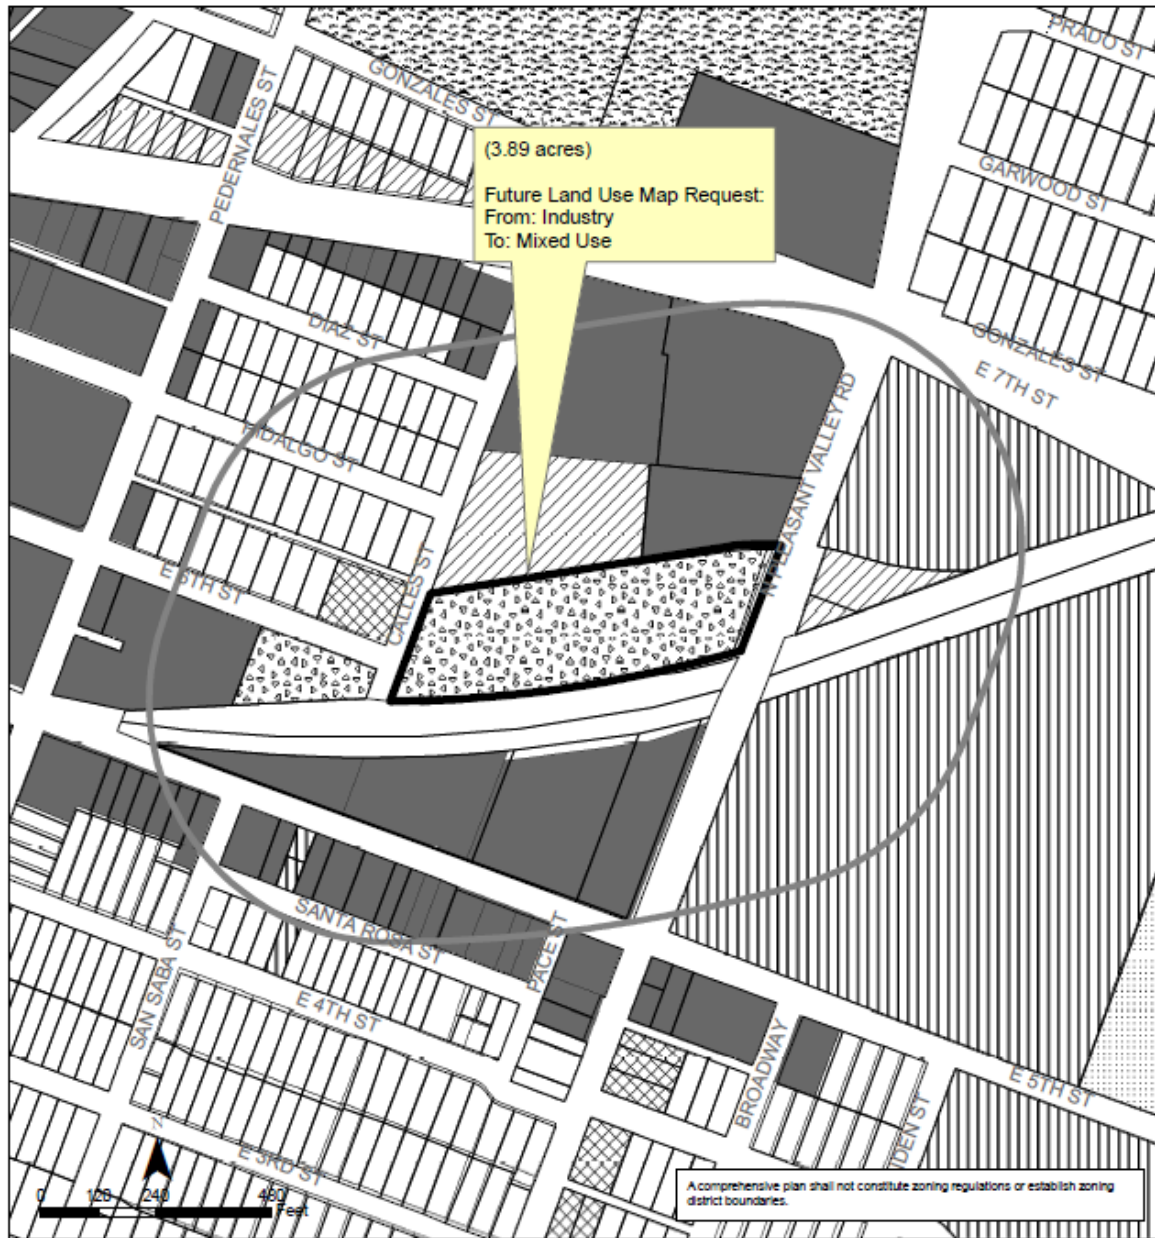 PRADO ST
GONZALES ST
PEDERNALES ST
GARWOOD ST
(3.89 acres)
Future Land Use Map Request:
From: Industry
To: Mixed Use
DIAZ ST
GONZALES ST
E 7TH ST
N PLEASANT VALLEY RD
HIDALGO ST
CALLES ST
E 6TH ST
SANTA ROSA ST
PACE ST
SAN SABA ST
E 4TH ST
BROADWAY
E 5TH ST
E 3RD ST
0 120 240 480
Feet
A comprehensive plan shall not constitute zoning regulations or establish zoning
district boundaries.